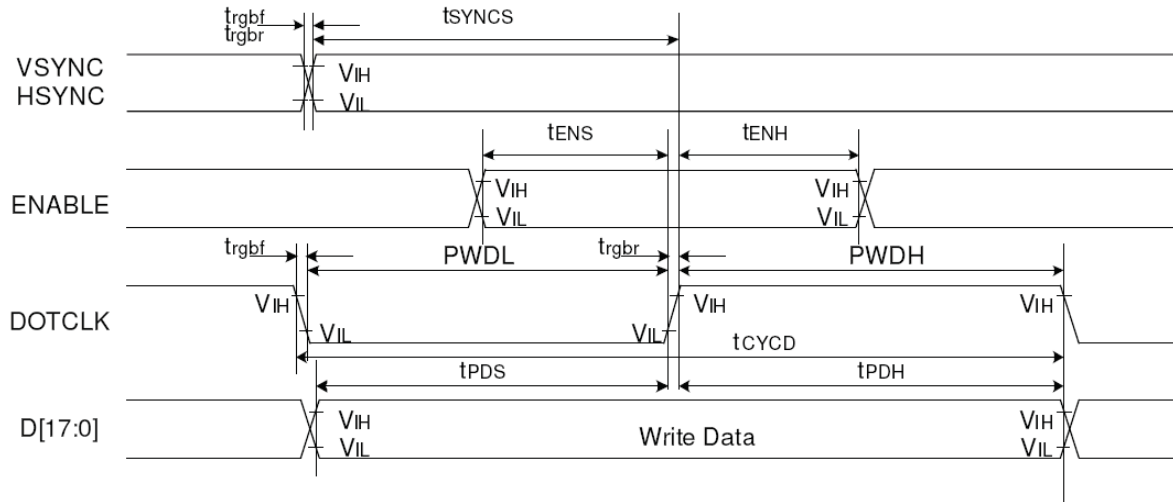 trgbf
trgbr
tSYNCS
VSYNC
HSYNC
VIH
VIL
tENS
tENH
ENABLE
VIH
VIL
VIH
VIL
trgbf
PWDL
trgbr
PWDH
DOTCLK
VIH
VIL
VIL
VIH
VIH
tCYCD
tPDS
tPDH
D[17:0]
VIH
VIL
Write Data
VIH
VIL